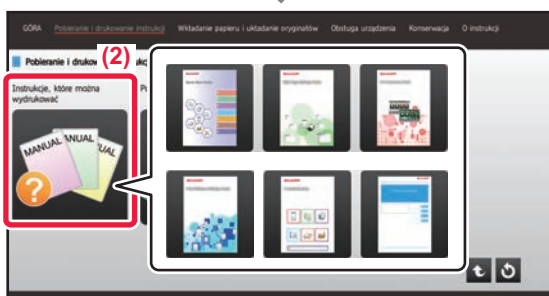 GÓRA Pobieranie i drukowanie instrukcji Wkładanie papieru i układanie oryginałów Obsługa urządzenia Konserwacja O instrukcji
Pobieranie i drukow
(2)
Instrukcje, które można
wydrukować
MANUAL
MANUAL